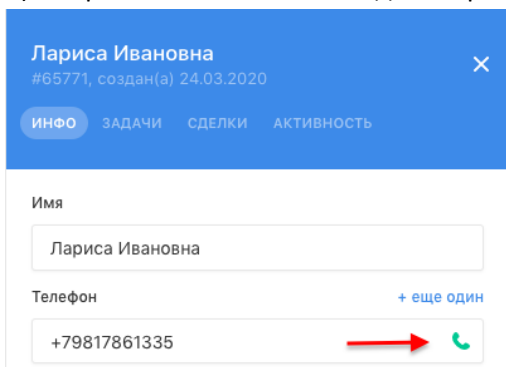 Лариса Ивановна
#65771, создан(а) 24.03.2020
ИНФО ЗАДАЧИ СДЕЛКИ АКТИВНОСТЬ
Имя
Лариса Ивановна
Телефон + еще один
+79817861335